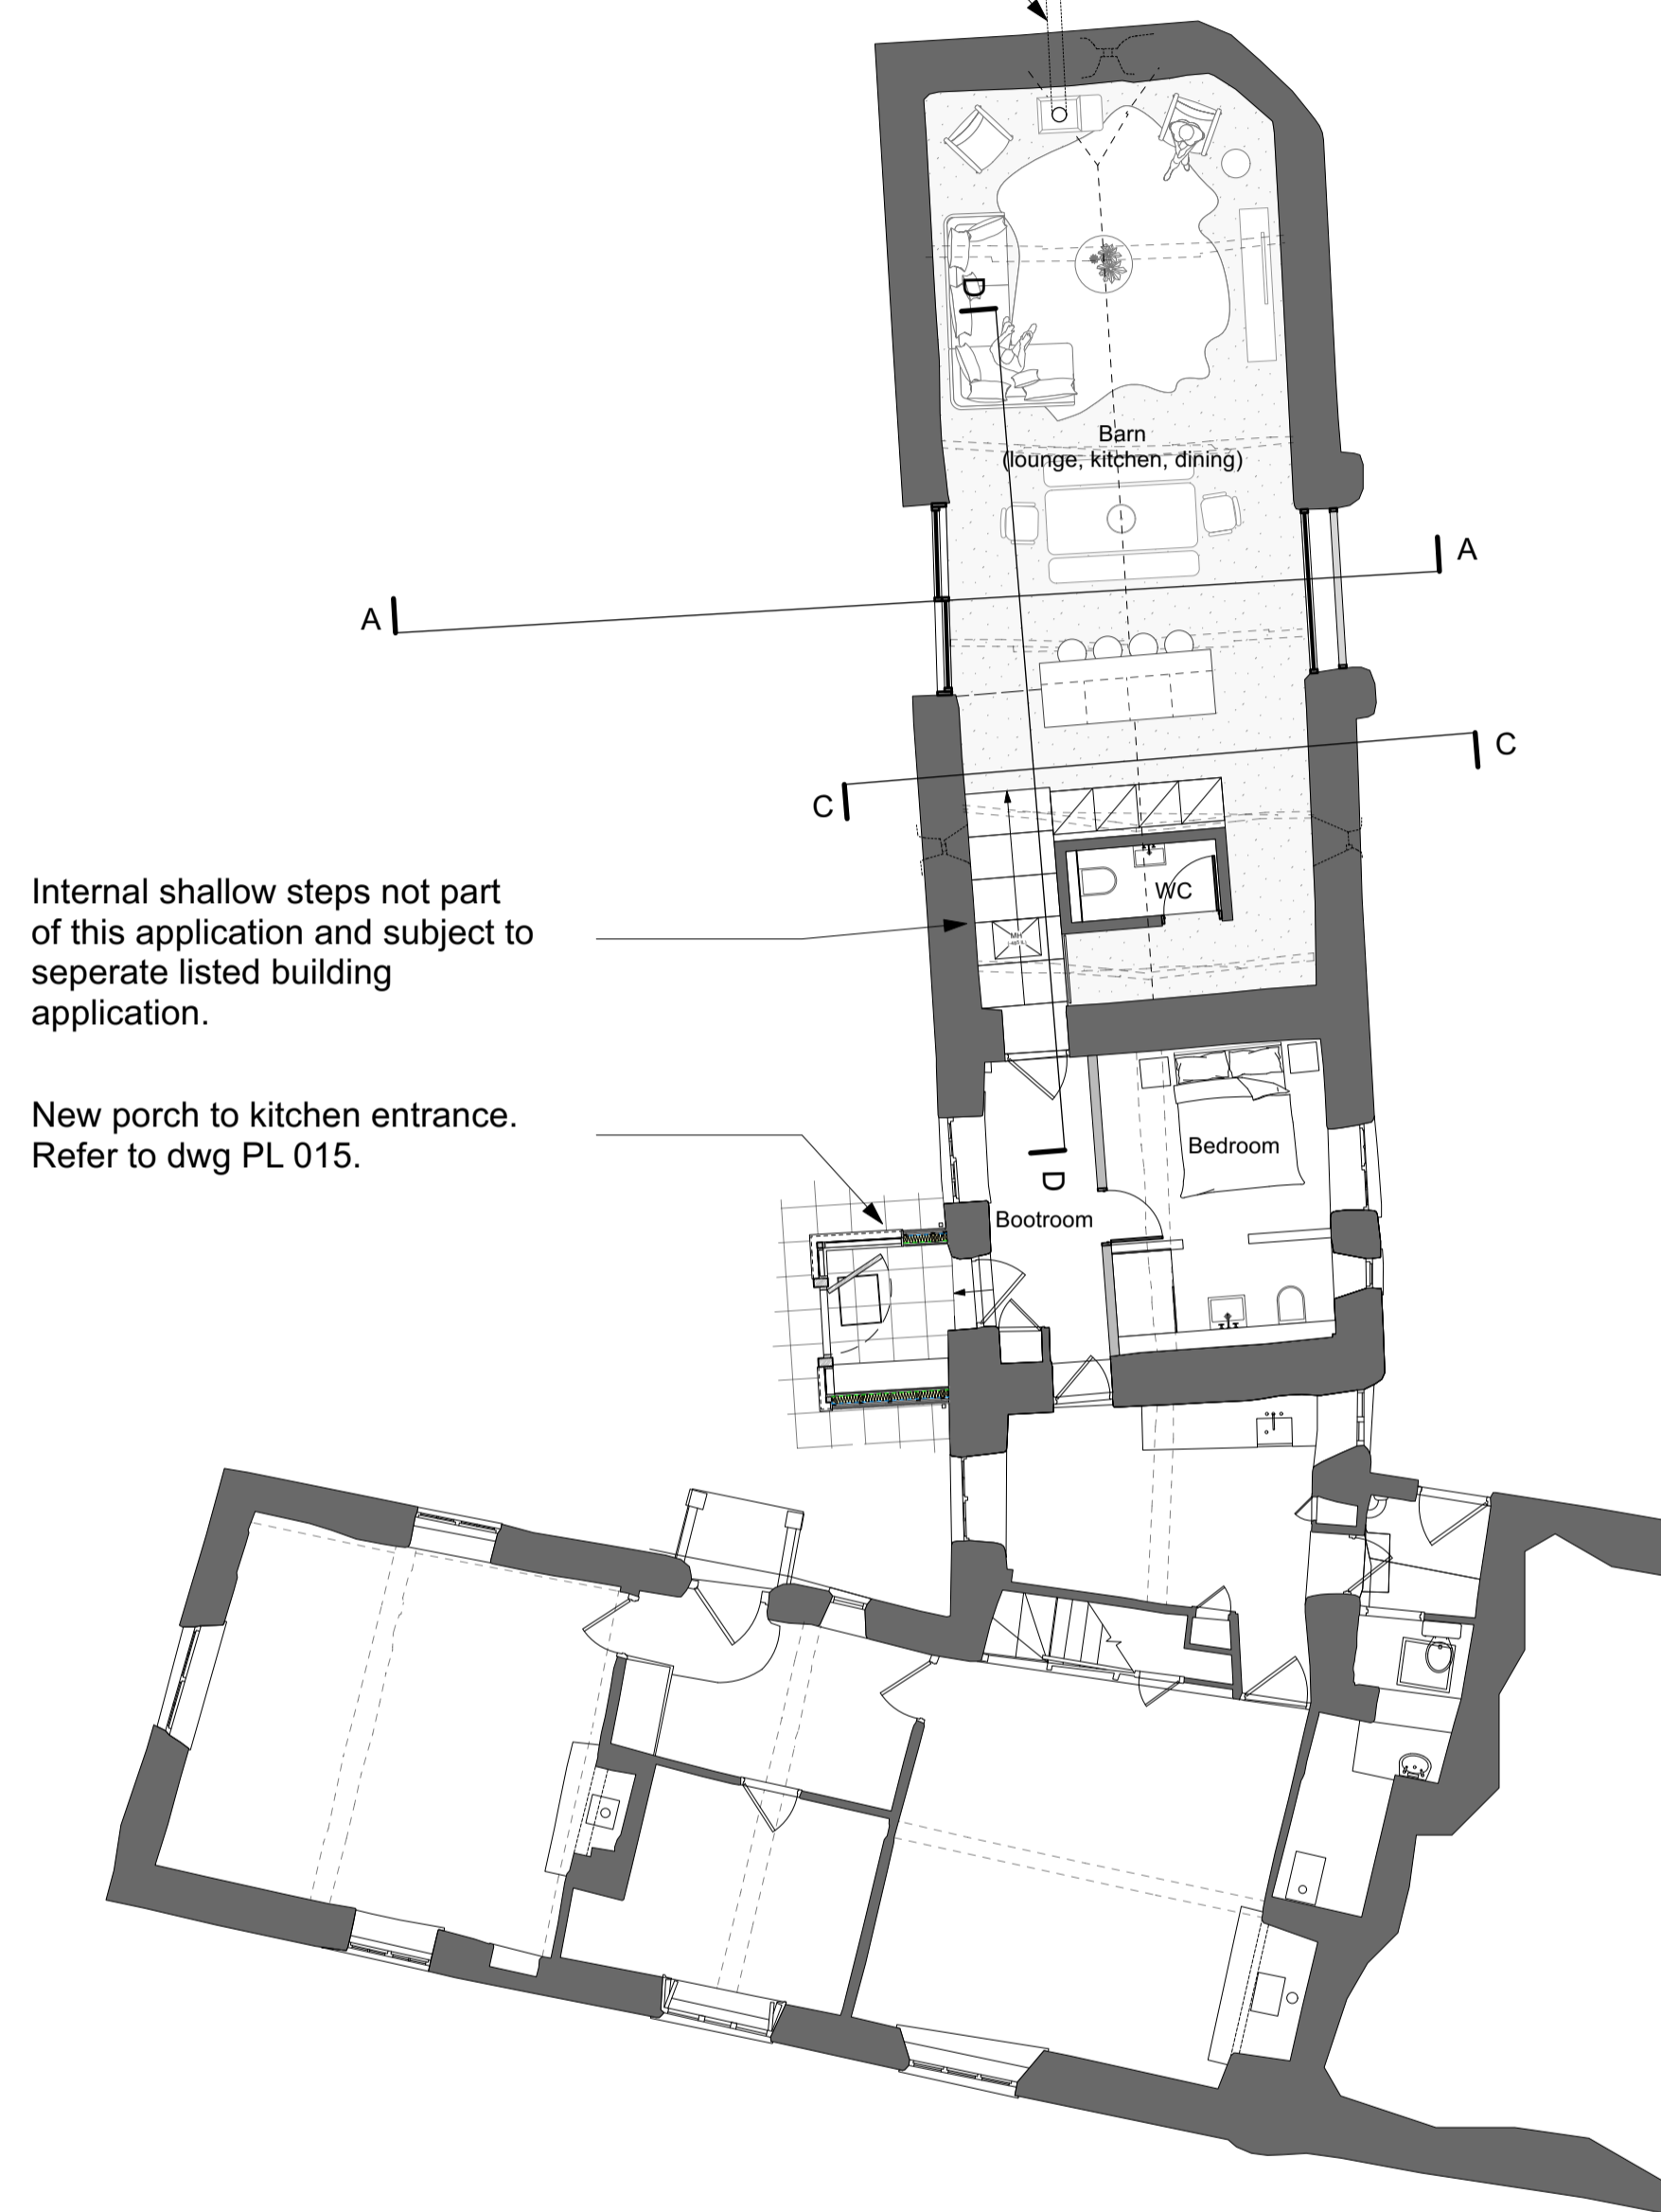 D
Barn
(lounge, kitchen, dining)
A
A
C
C
Internal shallow steps not part
of this application and subject to
seperate listed building
application.
WC
MH
New porch to kitchen entrance.
Refer to dwg PL 015.
Bedroom
D
Bootroom